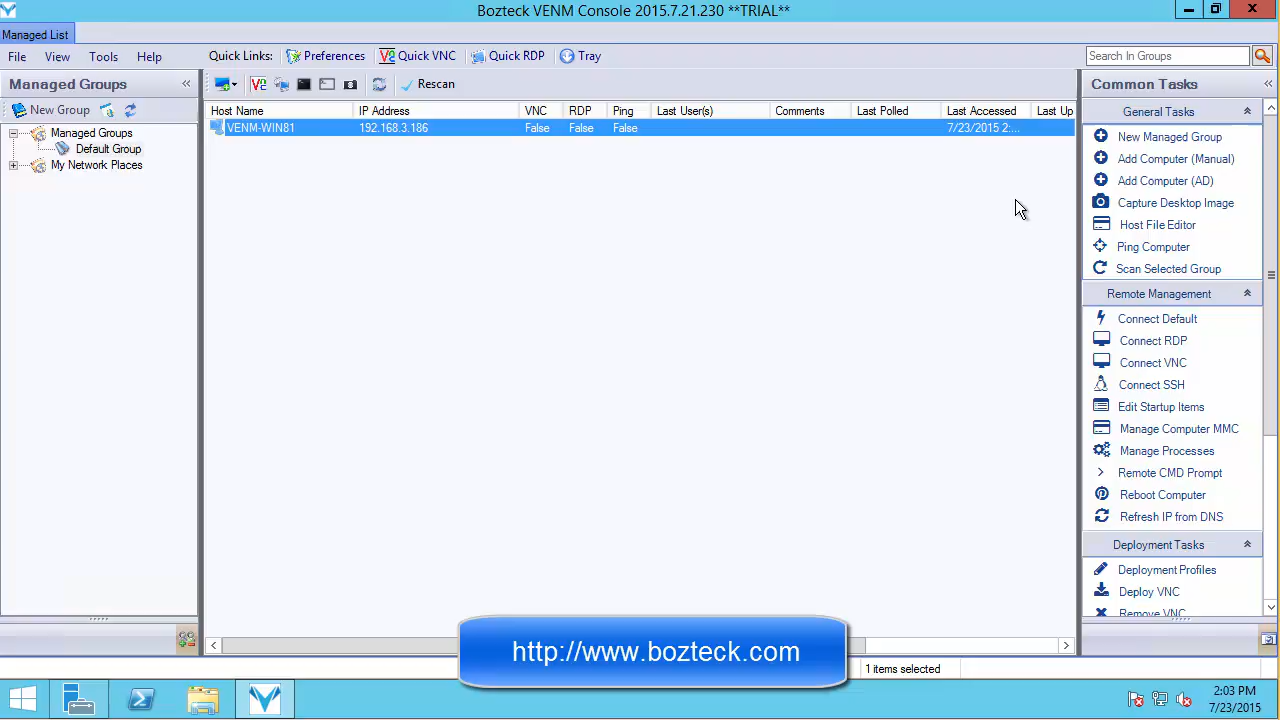 Bozteck VENM Console 2015.7.21.230 **TRIAL**
Managed List
File View Tools Help Quick Links: Preferences Quick VNC Quick RDP Tray Search In Groups
Managed Groups
New Group
Managed Groups
Default Group
My Network Places
Rescan
Host Name IP Address VNC RDP Ping Last User(s) Comments Last Polled Last Accessed Last Up
VENM-WIN81 192.168.3.186 False False False 7/23/2015 2:...
Common Tasks
General Tasks
New Managed Group
Add Computer (Manual)
Add Computer (AD)
Capture Desktop Image
Host File Editor
Ping Computer
Scan Selected Group
Remote Management
Connect Default
Connect RDP
Connect VNC
Connect SSH
Edit Startup Items
Manage Computer MMC
Manage Processes
Remote CMD Prompt
Reboot Computer
Refresh IP from DNS
Deployment Tasks
Deployment Profiles
Deploy VNC
Remove VNC
http://www.bozteck.com
1 items selected
2:03 PM
7/23/2015